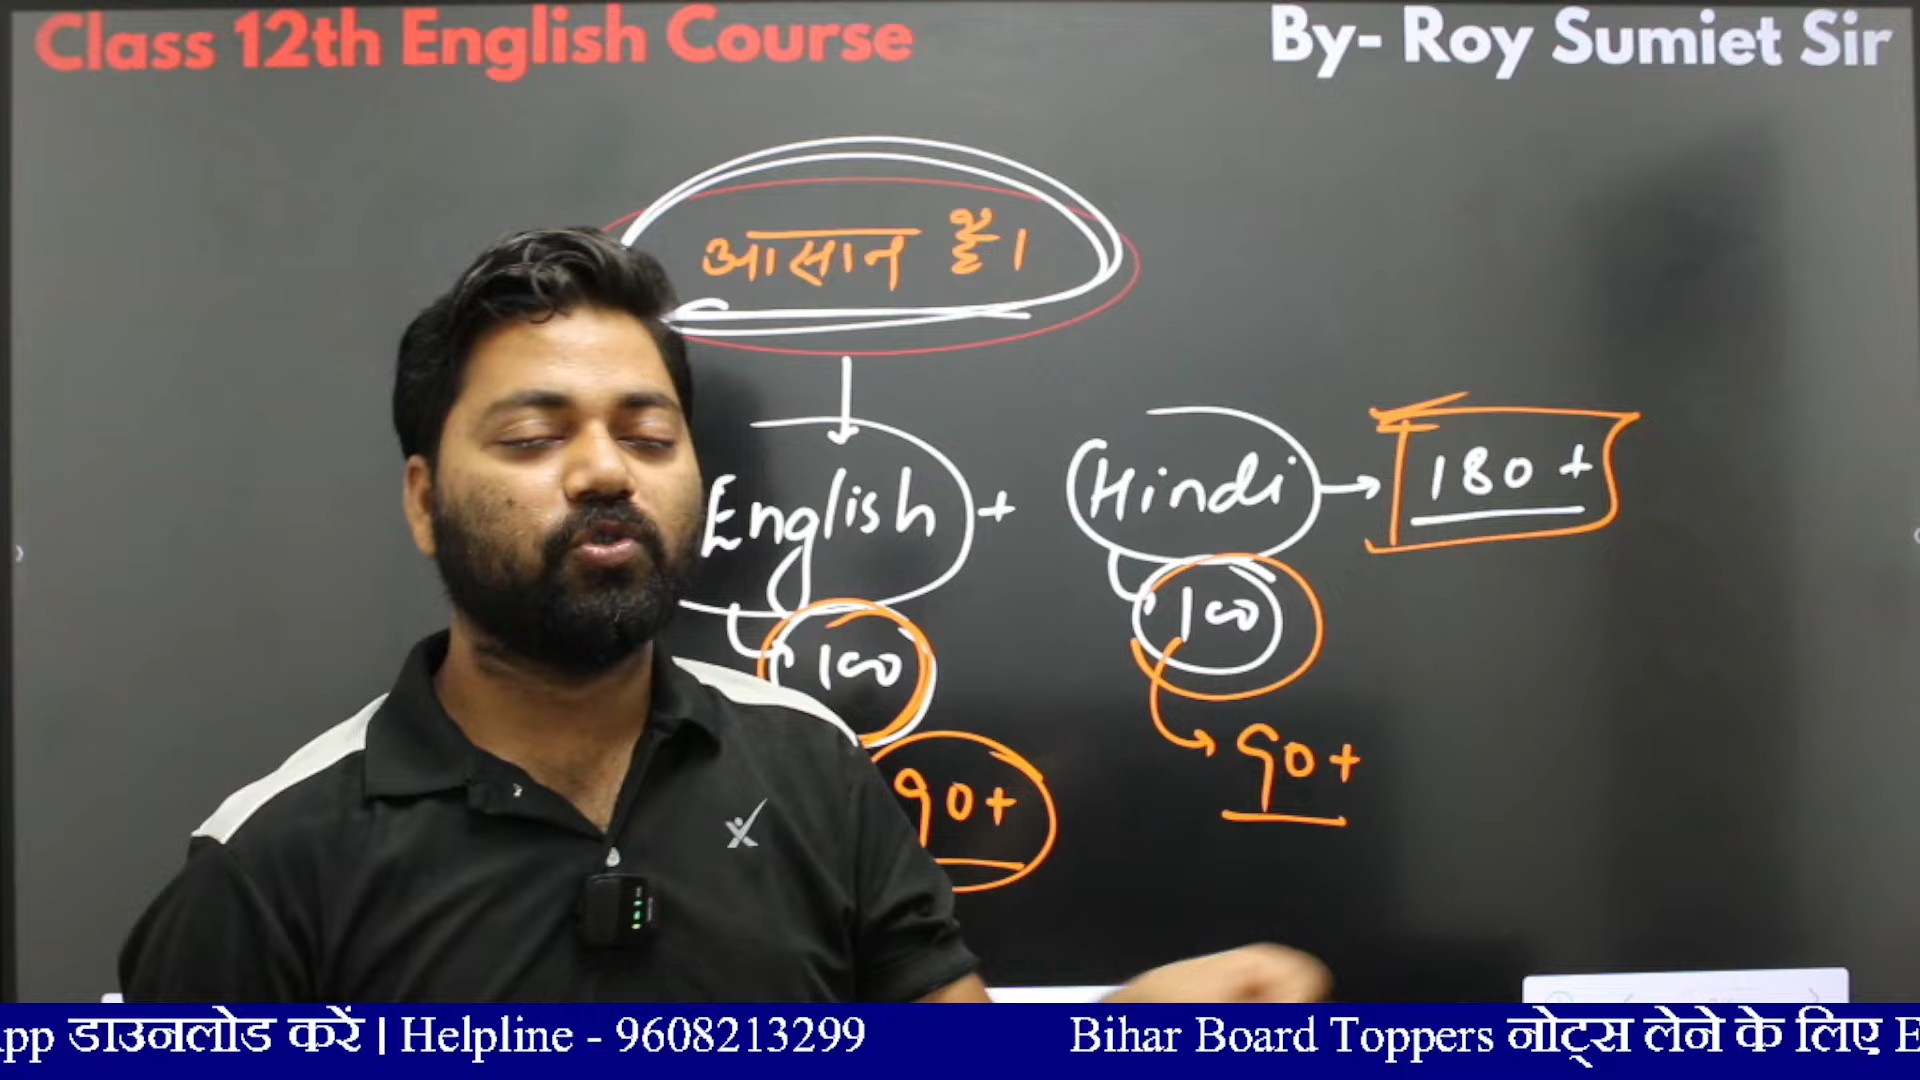 Class 12th English Course
By- Roy Sumiet Sir
आसान है।
English + Hindi → 180+
100
100
90+
90+
App डाउनलोड करें | Helpline - 9608213299
Bihar Board Toppers नोट्स लेने के लिए E